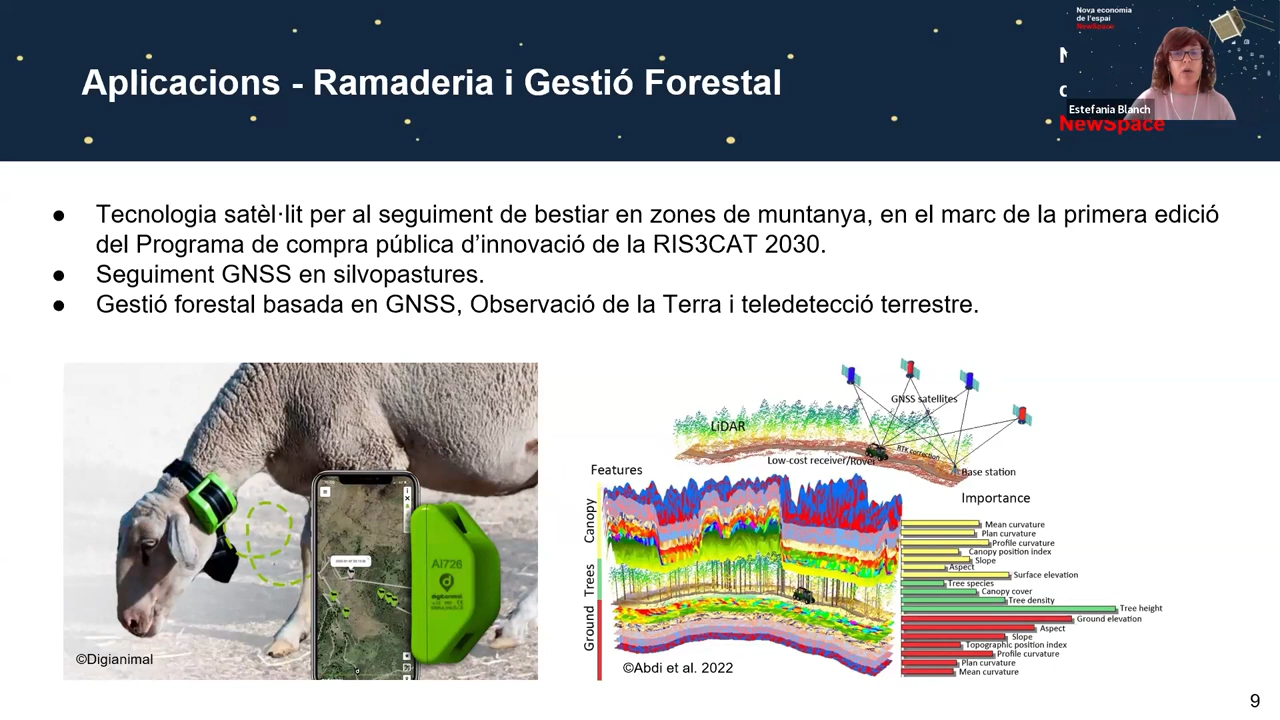 Nova economia
de l'espai
NewSpace
Aplicacions - Ramaderia i Gestió Forestal
Estefania Blanch
NewSpace
● Tecnologia satèl·lit per al seguiment de bestiar en zones de muntanya, en el marc de la primera edició
del Programa de compra pública d’innovació de la RIS3CAT 2030.
● Seguiment GNSS en silvopastures.
● Gestió forestal basada en GNSS, Observació de la Terra i teledetecció terrestre.
AI726
digitanimal
©Digianimal
GNSS satellites
LiDAR
RTK correction
Low-cost receiver/Rover
Base station
Features
Importance
Canopy
Trees
Ground
Mean curvature
Plan curvature
Profile curvature
Canopy position index
Slope
Aspect
Surface elevation
Tree species
Canopy cover
Tree density
Tree height
Ground elevation
Aspect
Slope
Topographic position index
Profile curvature
Plan curvature
Mean curvature
©Abdi et al. 2022
9